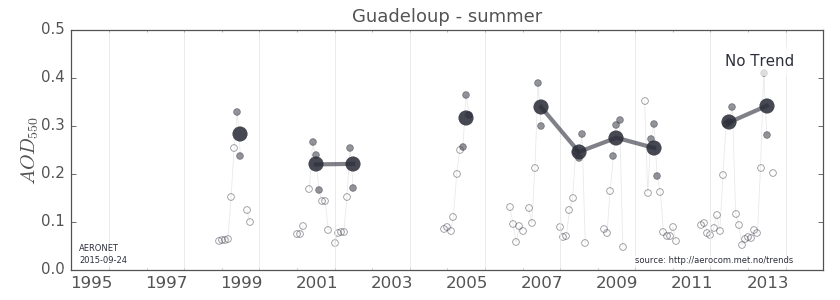 Guadeloup - summer
0.5
No Trend
0.4
0.3
AOD550
0.2
0.1
AERONET
2015-09-24
source: http://aerocom.met.no/trends
0.0
1995 1997 1999 2001 2003 2005 2007 2009 2011 2013